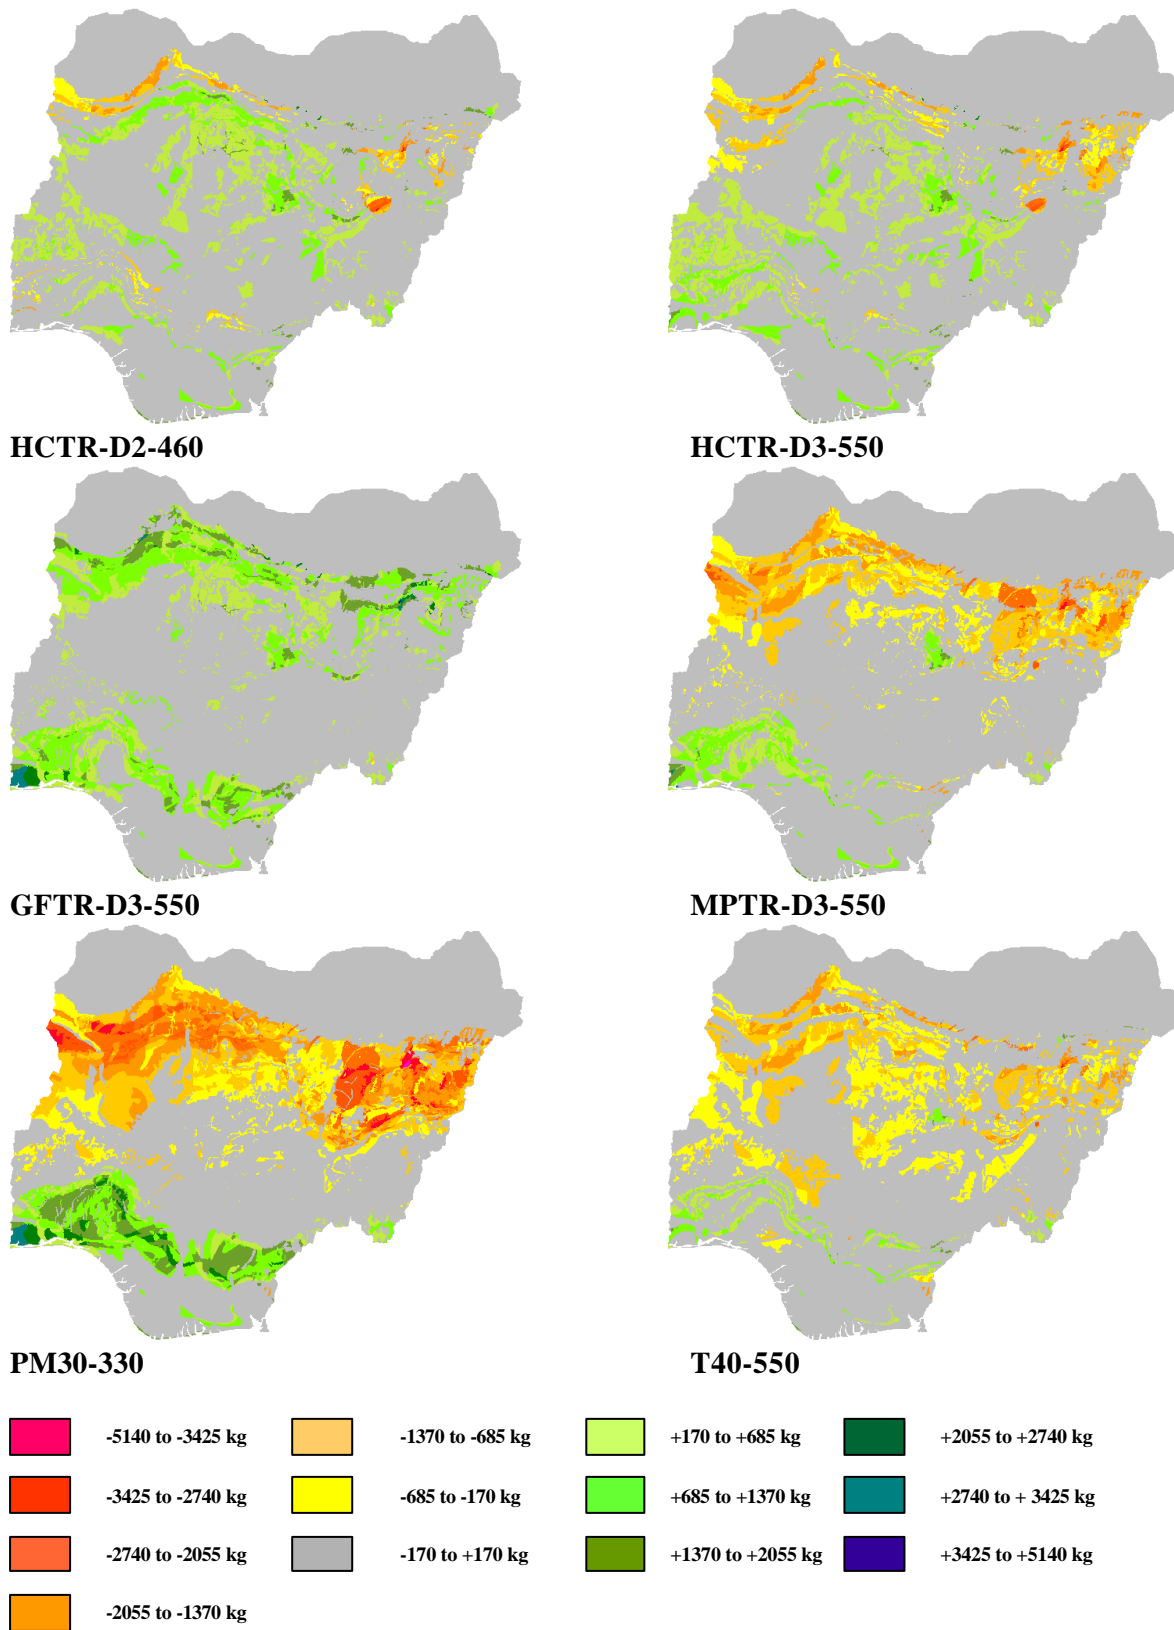 HCTR-D2-460 HCTR-D3-550
GFTR-D3-550 MPTR-D3-550
PM30-330 T40-550
-5140 to -3425 kg -1370 to -685 kg +170 to +685 kg +2055 to +2740 kg
-3425 to -2740 kg -685 to -170 kg +685 to +1370 kg +2740 to + 3425 kg
-2740 to -2055 kg -170 to +170 kg +1370 to +2055 kg +3425 to +5140 kg
-2055 to -1370 kg